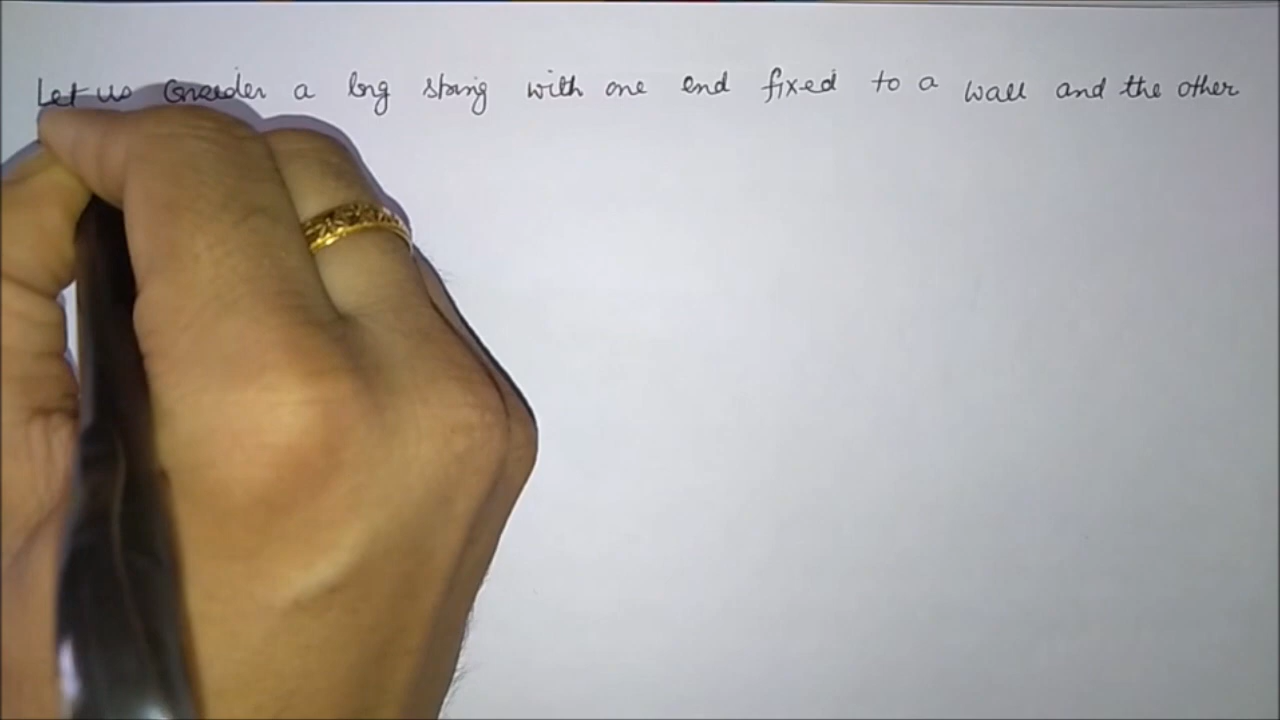 Let us Consider a long string with one end fixed to a wall and the other